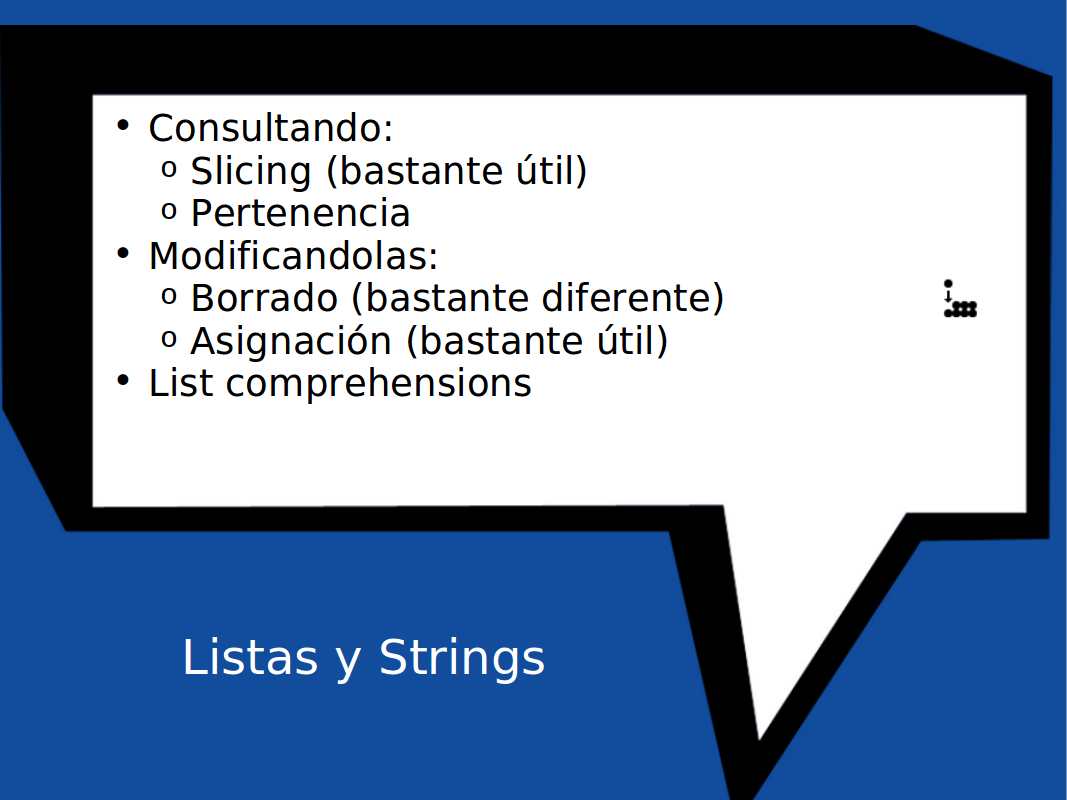 • Consultando:
o Slicing (bastante útil)
o Pertenencia
• Modificandolas:
o Borrado (bastante diferente)
o Asignación (bastante útil)
• List comprehensions
Listas y Strings